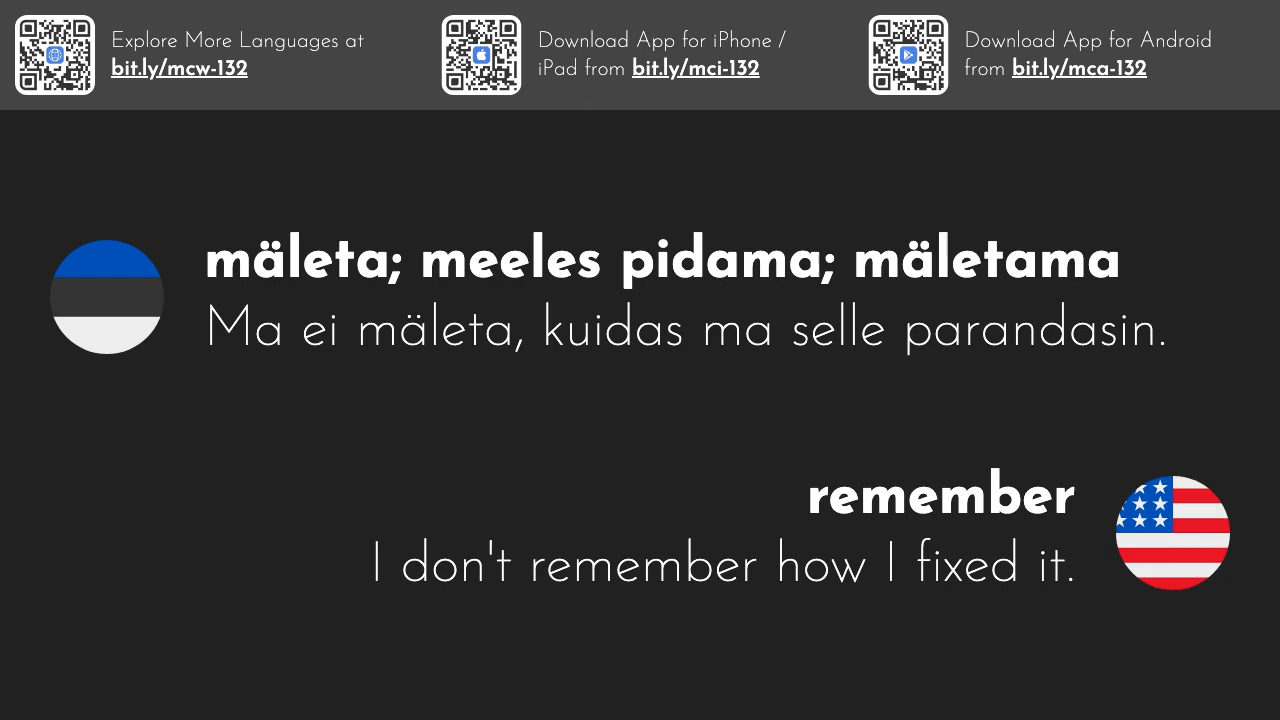 Explore More Languages at
bit.ly/mcw-132
Download App for iPhone /
iPad from bit.ly/mci-132
Download App for Android
from bit.ly/mca-132
mäleta; meeles pidama; mäletama
Ma ei mäleta, kuidas ma selle parandasin.
remember
I don't remember how I fixed it.